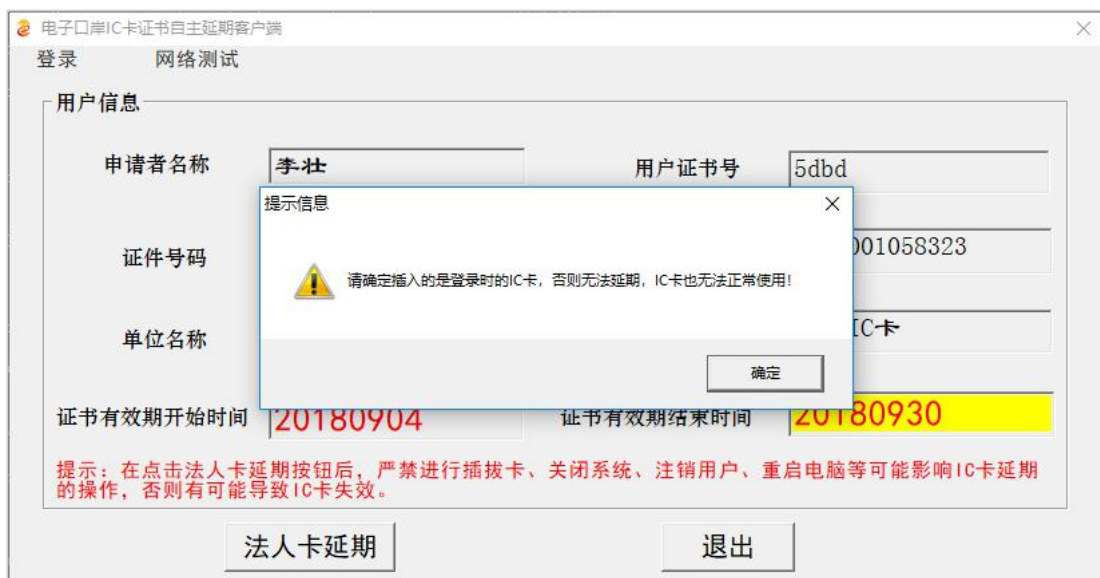 电子口岸IC卡证书自主延期客户端
登录 网络测试
用户信息
申请者名称 李壮 用户证书号 5dbd
提示信息
证件号码 001058323
请确定插入的是登录时的IC卡，否则无法延期，IC卡也无法正常使用！
单位名称 IC卡
确定
证书有效期开始时间 20180904 证书有效期结束时间 20180930
提示：在点击法人卡延期按钮后，严禁进行插拔卡、关闭系统、注销用户、重启电脑等可能影响IC卡延期
的操作，否则有可能导致IC卡失效。
法人卡延期 退出